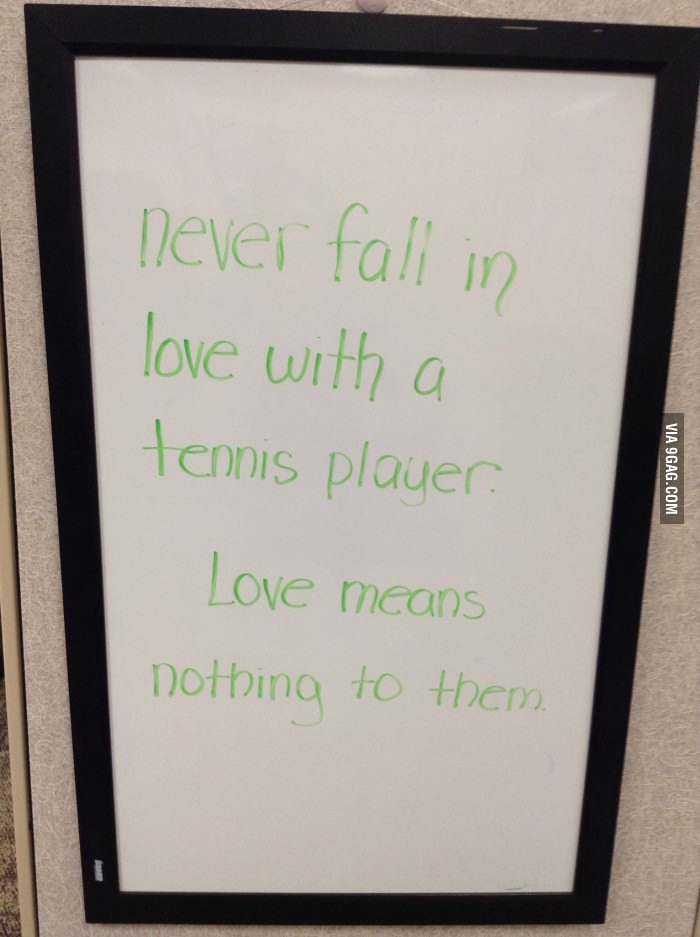 never fall in
love with a
tennis player.
Love means
nothing to them.
VIA 9GAG.COM